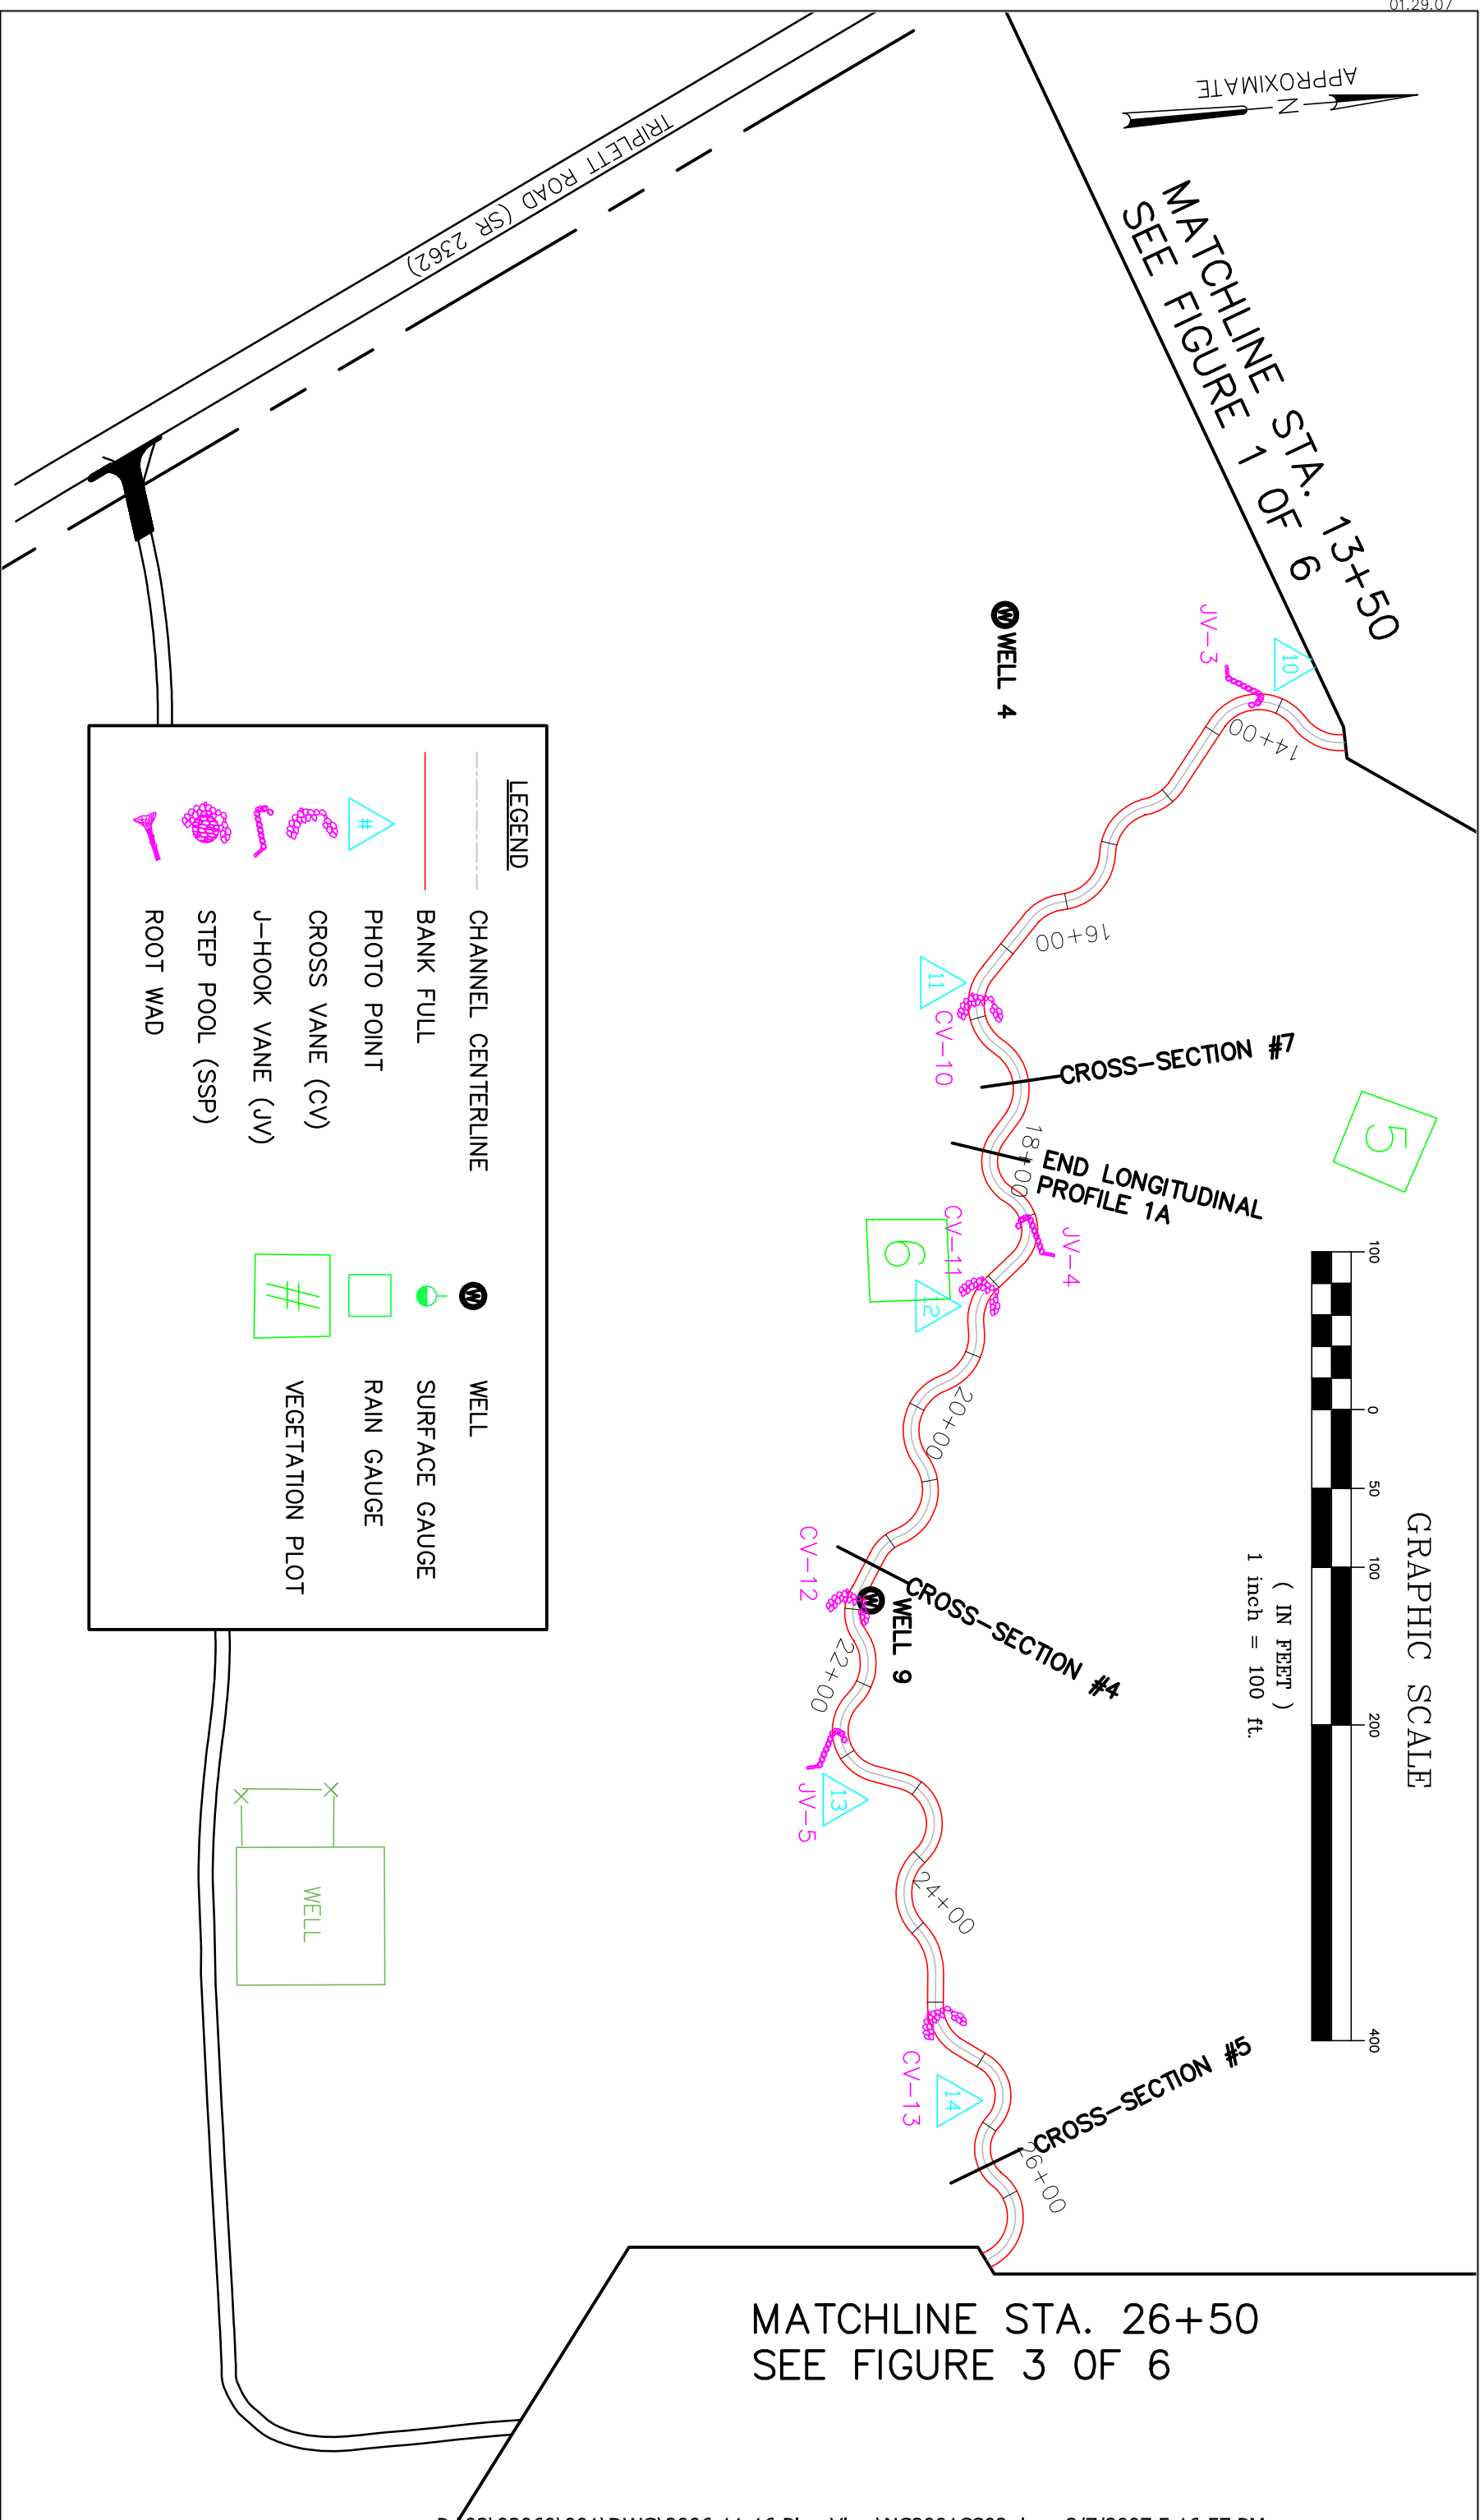 01.29.07
APPROXIMATE
N
MATCHLINE STA. 13+50
SEE FIGURE 1 OF 6
TRIPLETT ROAD (SR 2362)
JV-3
10
14+00
WELL 4
W
16+00
11
CV-10
CROSS-SECTION #7
5
18+00
END LONGITUDINAL
PROFILE 1A
CV-11
JV-4
6
12
20+00
GRAPHIC SCALE
100
0
50
100
200
400
( IN FEET )
1 inch = 100 ft.
CROSS-SECTION #4
CV-12
W
WELL 9
22+00
JV-5
13
24+00
CV-13
14
CROSS-SECTION #5
26+00
WELL
LEGEND
CHANNEL CENTERLINE
BANK FULL
#
PHOTO POINT
CROSS VANE (CV)
J-HOOK VANE (JV)
STEP POOL (SSP)
ROOT WAD
W
WELL
SURFACE GAUGE
RAIN GAUGE
#
VEGETATION PLOT
MATCHLINE STA. 26+50
SEE FIGURE 3 OF 6